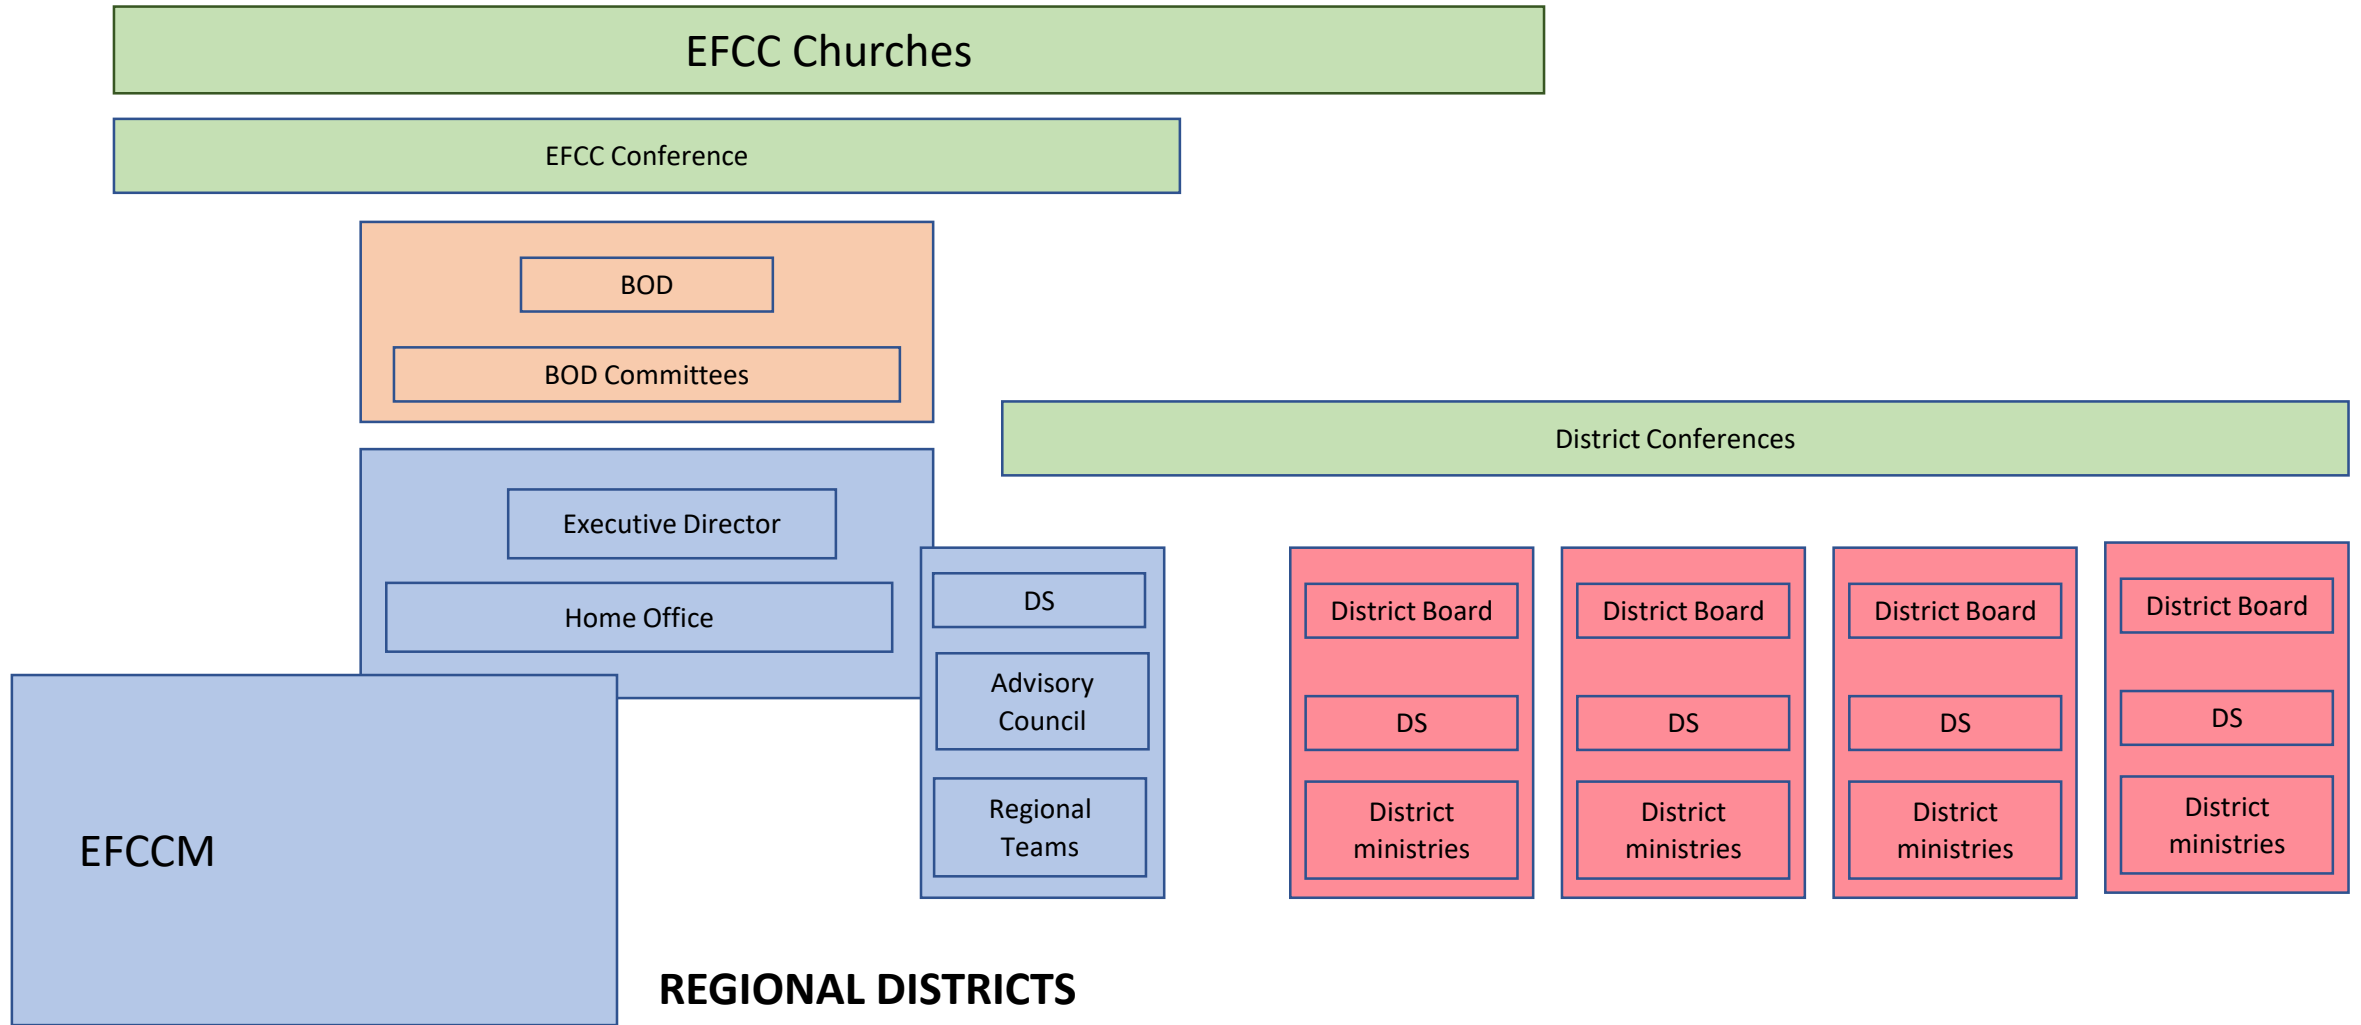 EFCC Churches
EFCC Conference
BOD
BOD Committees
District Conferences
Executive Director
Home Office
DS
Advisory
Council
Regional
Teams
District Board
DS
District
ministries
District Board
DS
District
ministries
District Board
DS
District
ministries
District Board
DS
District
ministries
EFCCM
REGIONAL DISTRICTS